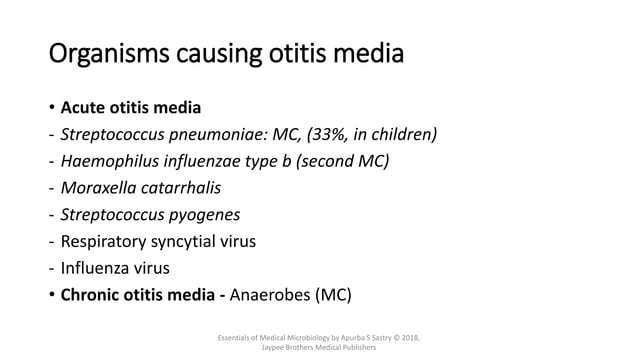 Organisms causing otitis media
• Acute otitis media
- Streptococcus pneumoniae: MC, (33%, in children)
- Haemophilus influenzae type b (second MC)
- Moraxella catarrhalis
- Streptococcus pyogenes
- Respiratory syncytial virus
- Influenza virus
• Chronic otitis media - Anaerobes (MC)
Essentials of Medical Microbiology by Apurba S Sastry © 2018,
Jaypee Brothers Medical Publishers